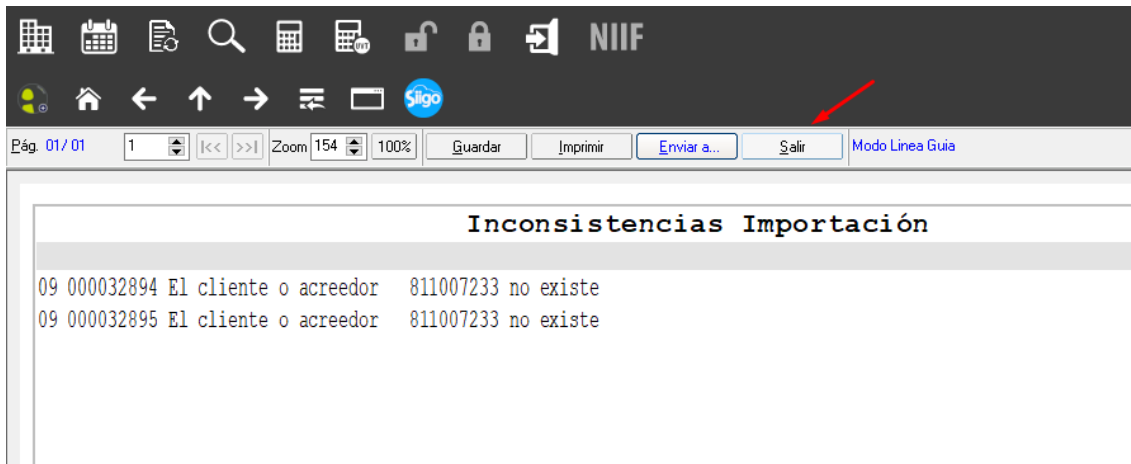 UVT NIIF
Siigo
Pág. 01/01 1 |<< >>| Zoom 154 100% Guardar Imprimir Enviar a... Salir Modo Linea Guia
Inconsistencias Importación
09 000032894 El cliente o acreedor 811007233 no existe
09 000032895 El cliente o acreedor 811007233 no existe